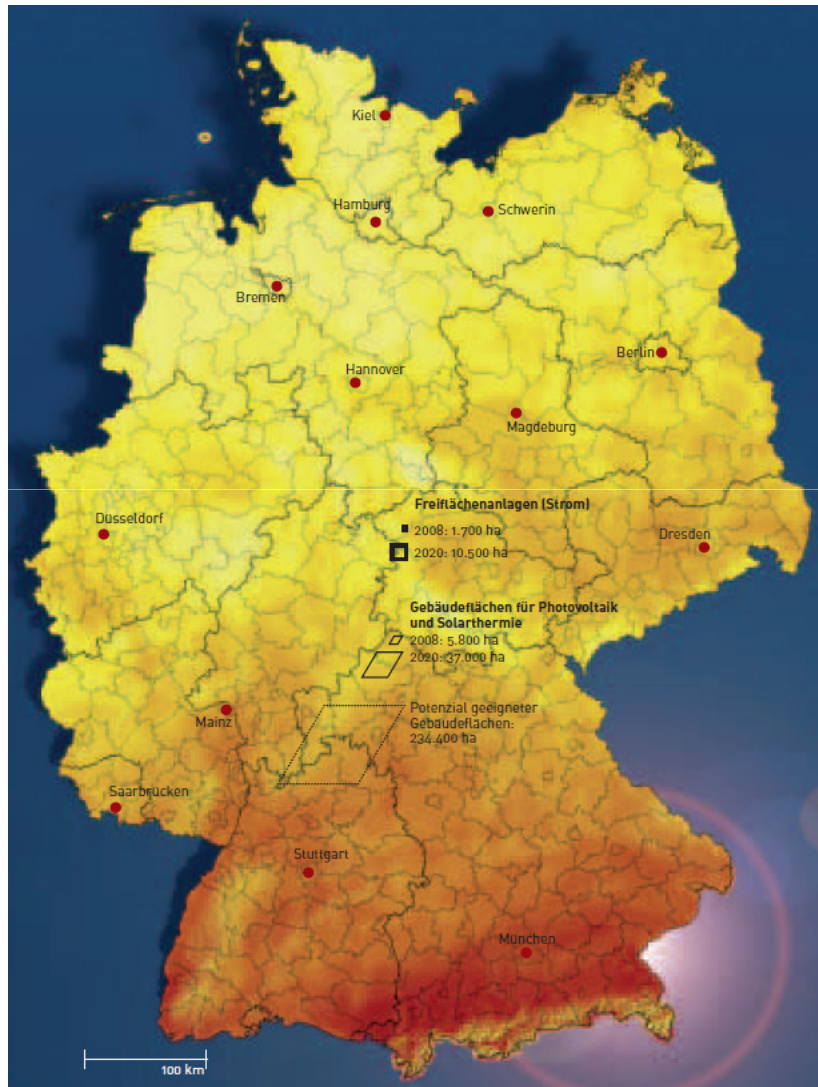 Kiel
Hamburg
Schwerin
Bremen
Berlin
Hannover
Magdeburg
Freiflächenanlagen (Strom)
Düsseldorf
2008: 1.700 ha
Dresden
2020: 10.500 ha
Gebäudeflächen für Photovoltaik
und Solarthermie
2008: 5.800 ha
2020: 37.000 ha
Potenzial geeigneter
Gebäudeflächen:
234.400 ha
Mainz
Saarbrücken
Stuttgart
München
100 km